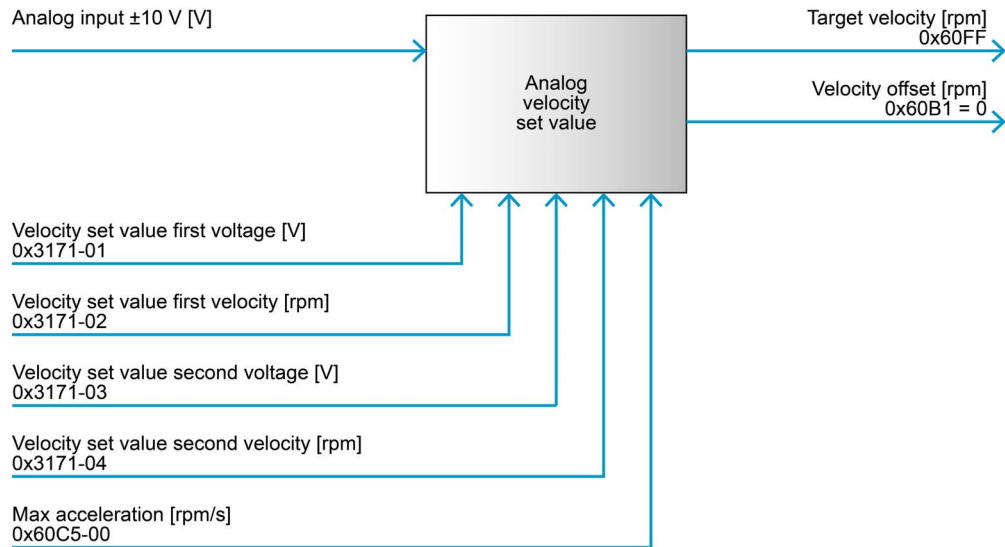 Analog input ±10 V [V]
Target velocity [rpm]
0x60FF
Analog
velocity
set value
Velocity offset [rpm]
0x60B1 = 0
Velocity set value first voltage [V]
0x3171-01
Velocity set value first velocity [rpm]
0x3171-02
Velocity set value second voltage [V]
0x3171-03
Velocity set value second velocity [rpm]
0x3171-04
Max acceleration [rpm/s]
0x60C5-00